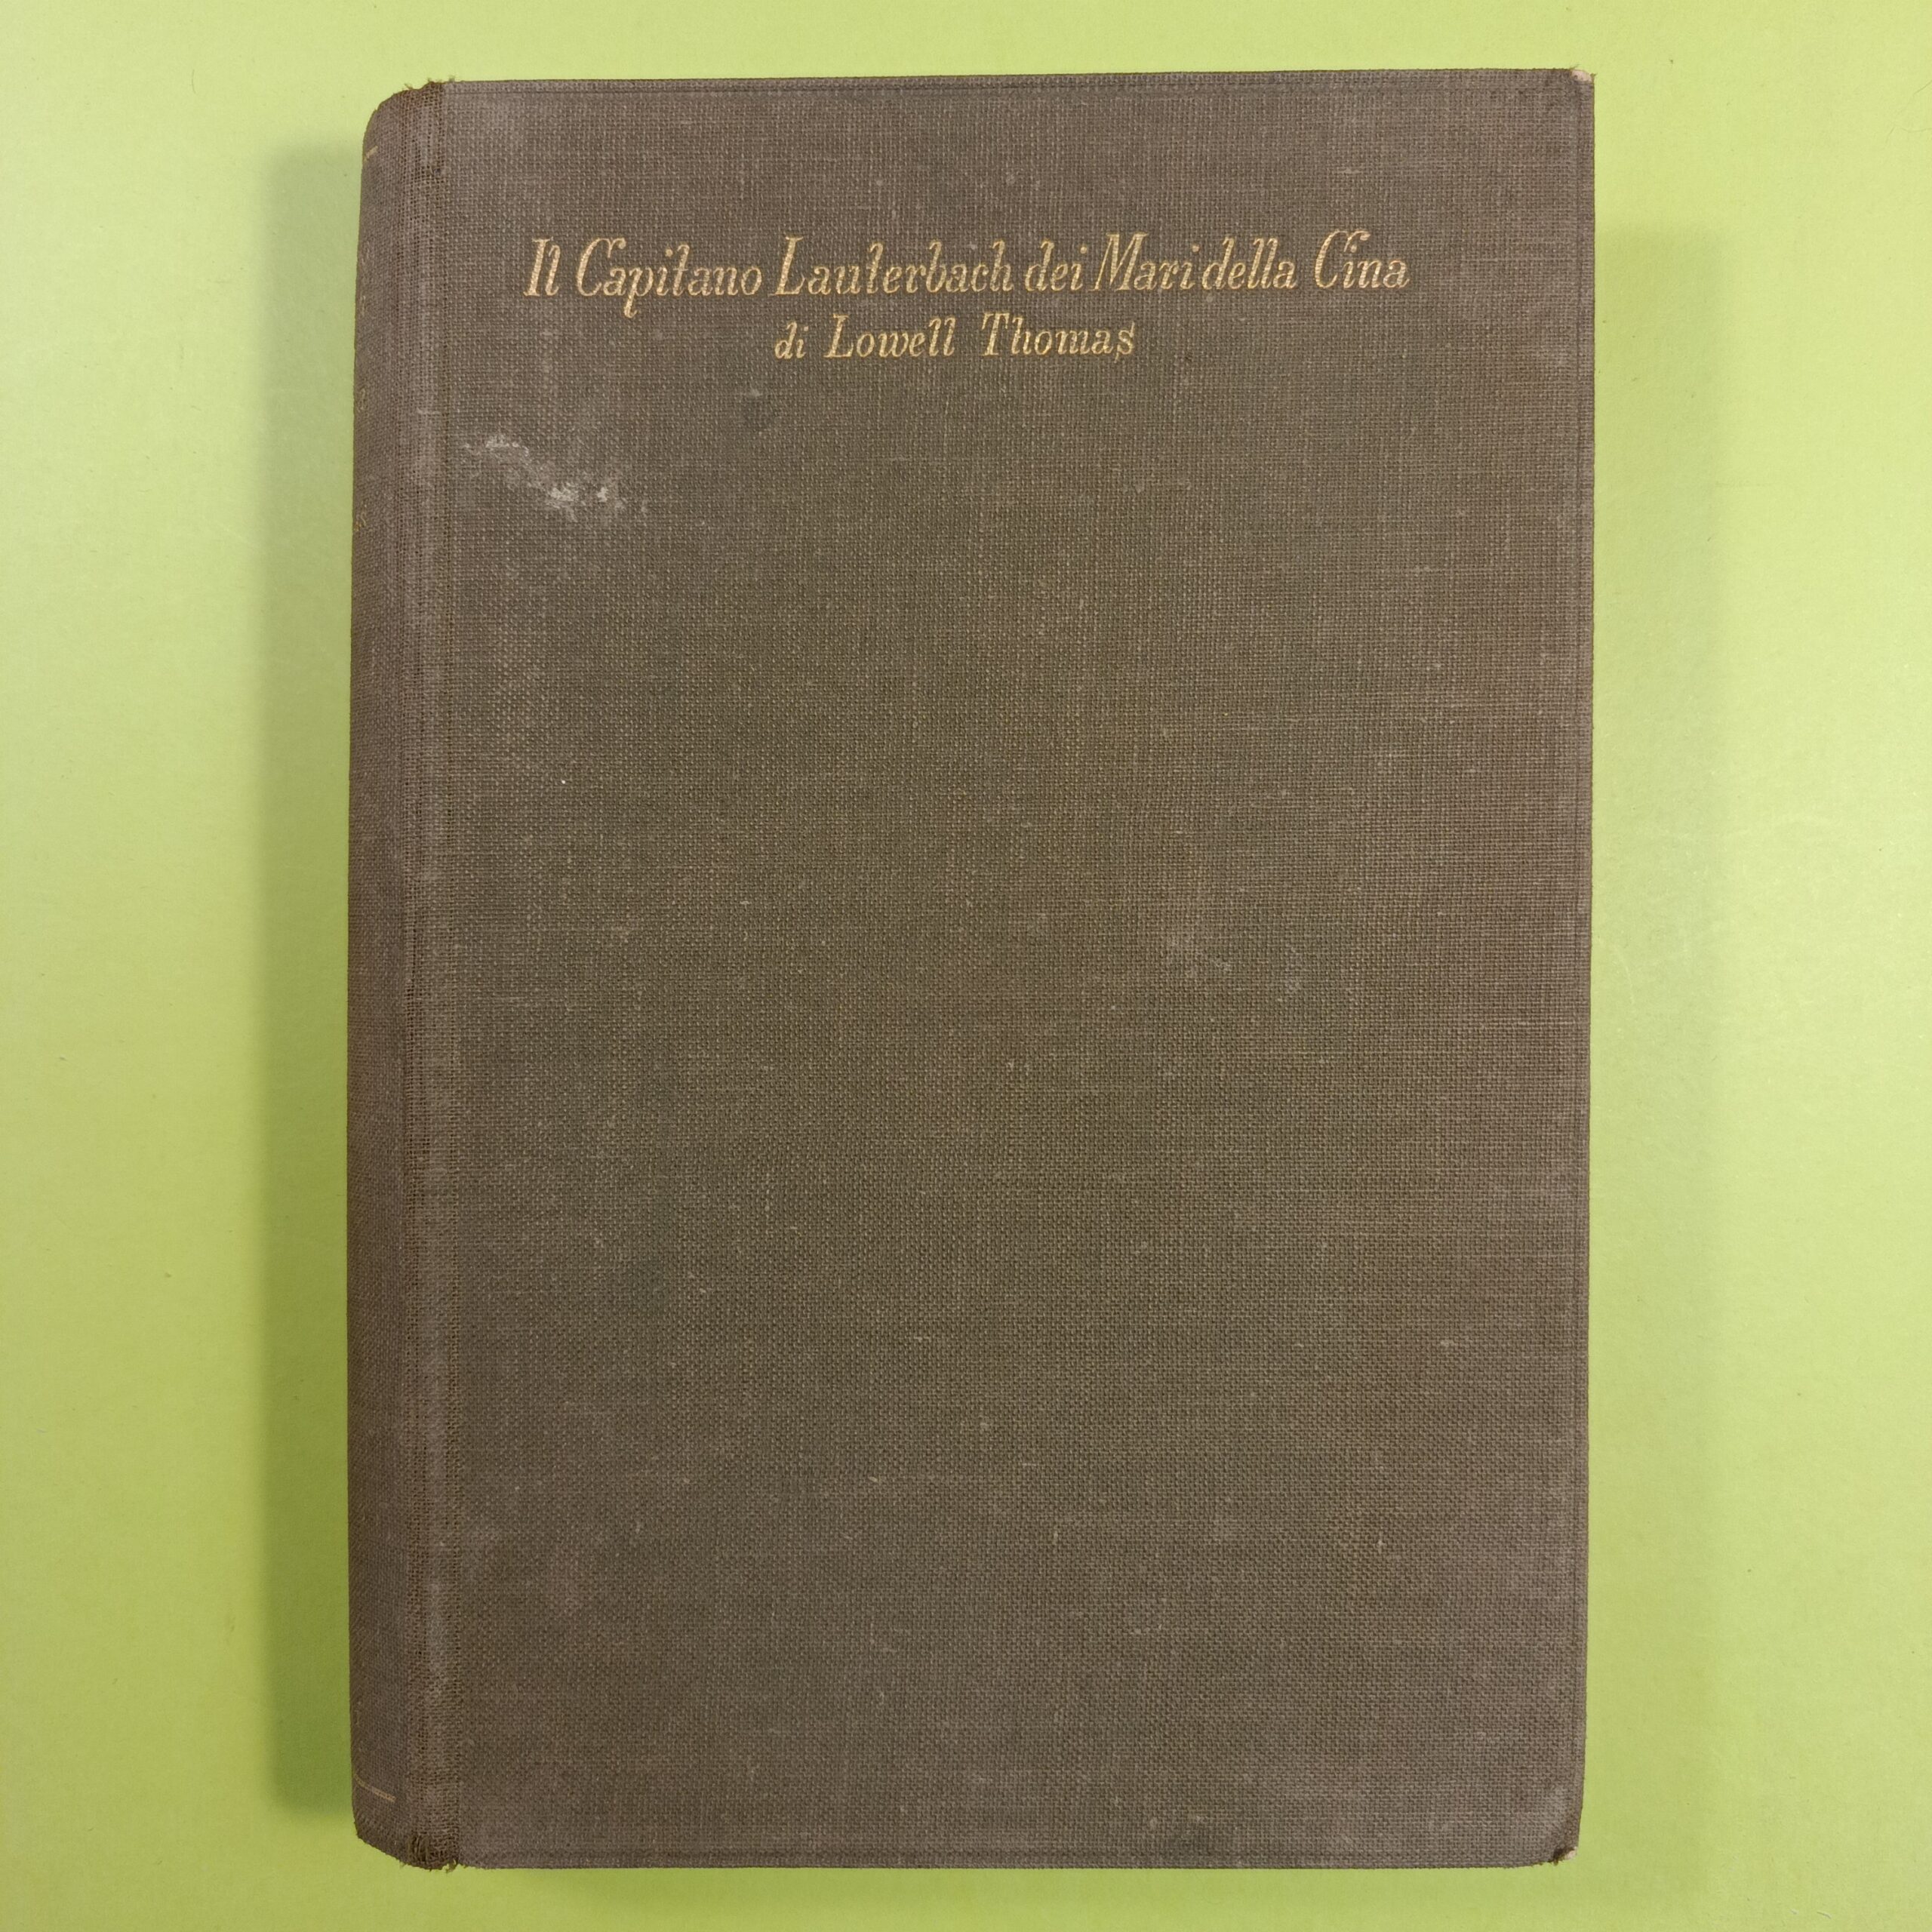 Il Capitano Lauterbach dei Mari della Cina
di Lowell Thomas